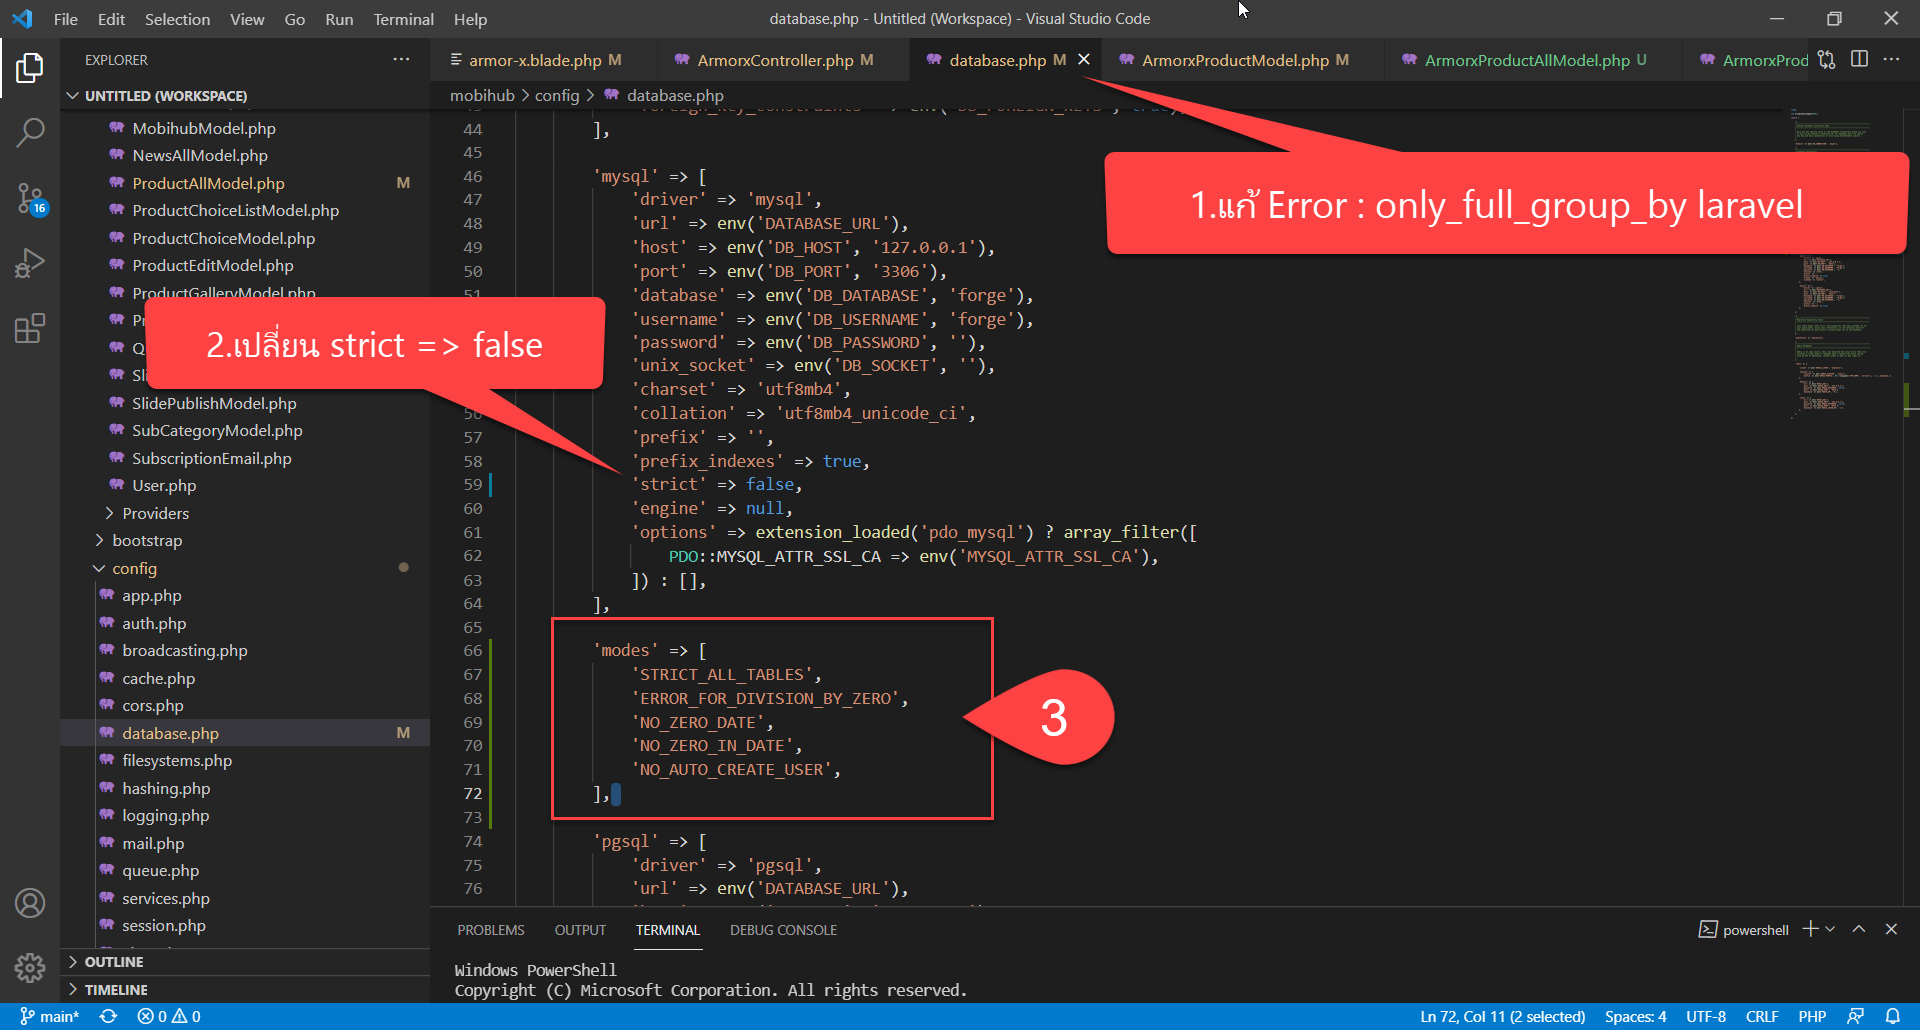 File Edit Selection View Go Run Terminal Help
database.php - Untitled (Workspace) - Visual Studio Code
EXPLORER
armor-x.blade.php M
ArmorxController.php M
database.php M
ArmorxProductModel.php M
ArmorxProductAllModel.php U
ArmorxProd
UNTITLED (WORKSPACE)
mobihub > config > database.php
MobihubModel.php
NewsAllModel.php
ProductAllModel.php M
ProductChoiceListModel.php
ProductChoiceModel.php
ProductEditModel.php
ProductGalleryModel.php
SlidePublishModel.php
SubCategoryModel.php
SubscriptionEmail.php
User.php
Providers
bootstrap
config
app.php
auth.php
broadcasting.php
cache.php
cors.php
database.php M
filesystems.php
hashing.php
logging.php
mail.php
queue.php
services.php
session.php
OUTLINE
TIMELINE
16
44 ],
45
46 'mysql' => [
47 'driver' => 'mysql',
48 'url' => env('DATABASE_URL'),
49 'host' => env('DB_HOST', '127.0.0.1'),
50 'port' => env('DB_PORT', '3306'),
51 'database' => env('DB_DATABASE', 'forge'),
'username' => env('DB_USERNAME', 'forge'),
'password' => env('DB_PASSWORD', ''),
'unix_socket' => env('DB_SOCKET', ''),
'charset' => 'utf8mb4',
56 'collation' => 'utf8mb4_unicode_ci',
57 'prefix' => '',
58 'prefix_indexes' => true,
59 'strict' => false,
60 'engine' => null,
61 'options' => extension_loaded('pdo_mysql') ? array_filter([
62 PDO::MYSQL_ATTR_SSL_CA => env('MYSQL_ATTR_SSL_CA'),
63 ]) : [],
64 ],
65
66 'modes' => [
67 'STRICT_ALL_TABLES',
68 'ERROR_FOR_DIVISION_BY_ZERO',
69 'NO_ZERO_DATE',
70 'NO_ZERO_IN_DATE',
71 'NO_AUTO_CREATE_USER',
72 ],
73
74 'pgsql' => [
75 'driver' => 'pgsql',
76 'url' => env('DATABASE_URL'),
1.แก้ Error : only_full_group_by laravel
2.เปลี่ยน strict => false
3
PROBLEMS OUTPUT TERMINAL DEBUG CONSOLE
powershell
Windows PowerShell
Copyright (C) Microsoft Corporation. All rights reserved.
main* 0 0
Ln 72, Col 11 (2 selected) Spaces: 4 UTF-8 CRLF PHP